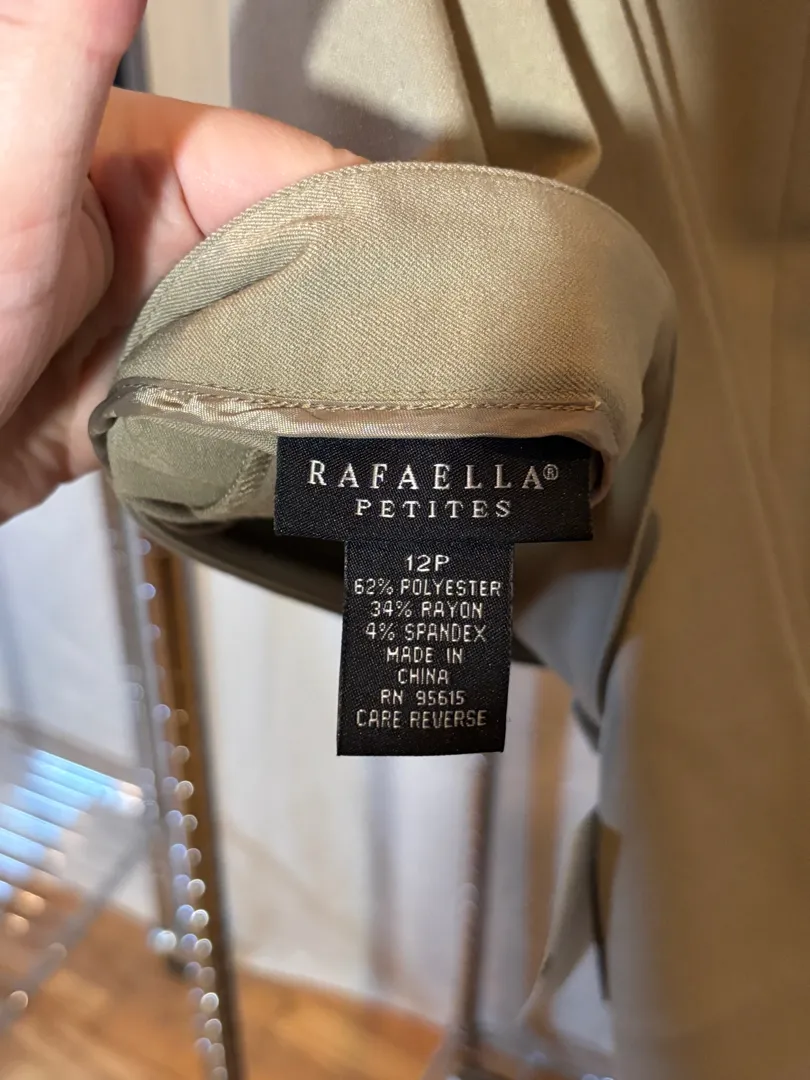 RAFAELLA®
PETITES
12P
62% POLYESTER
34% RAYON
4% SPANDEX
MADE IN
CHINA
RN 95615
CARE REVERSE